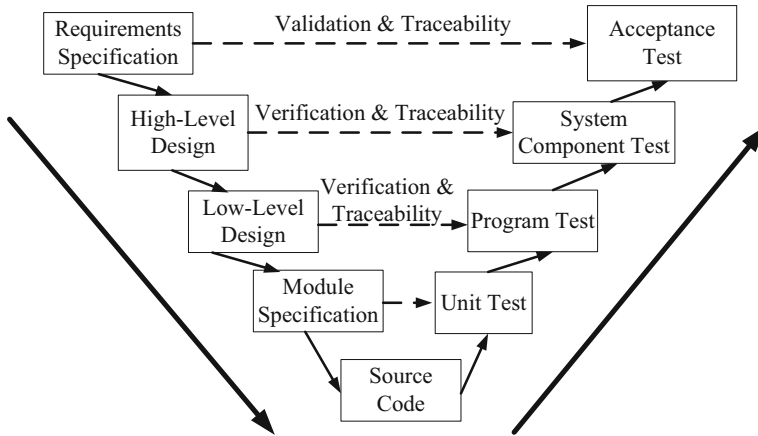 Requirements
Specification
Validation & Traceability
Acceptance
Test
High-Level
Design
Verification & Traceability
System
Component Test
Low-Level
Design
Verification &
Traceability
Program Test
Module
Specification
Unit Test
Source
Code